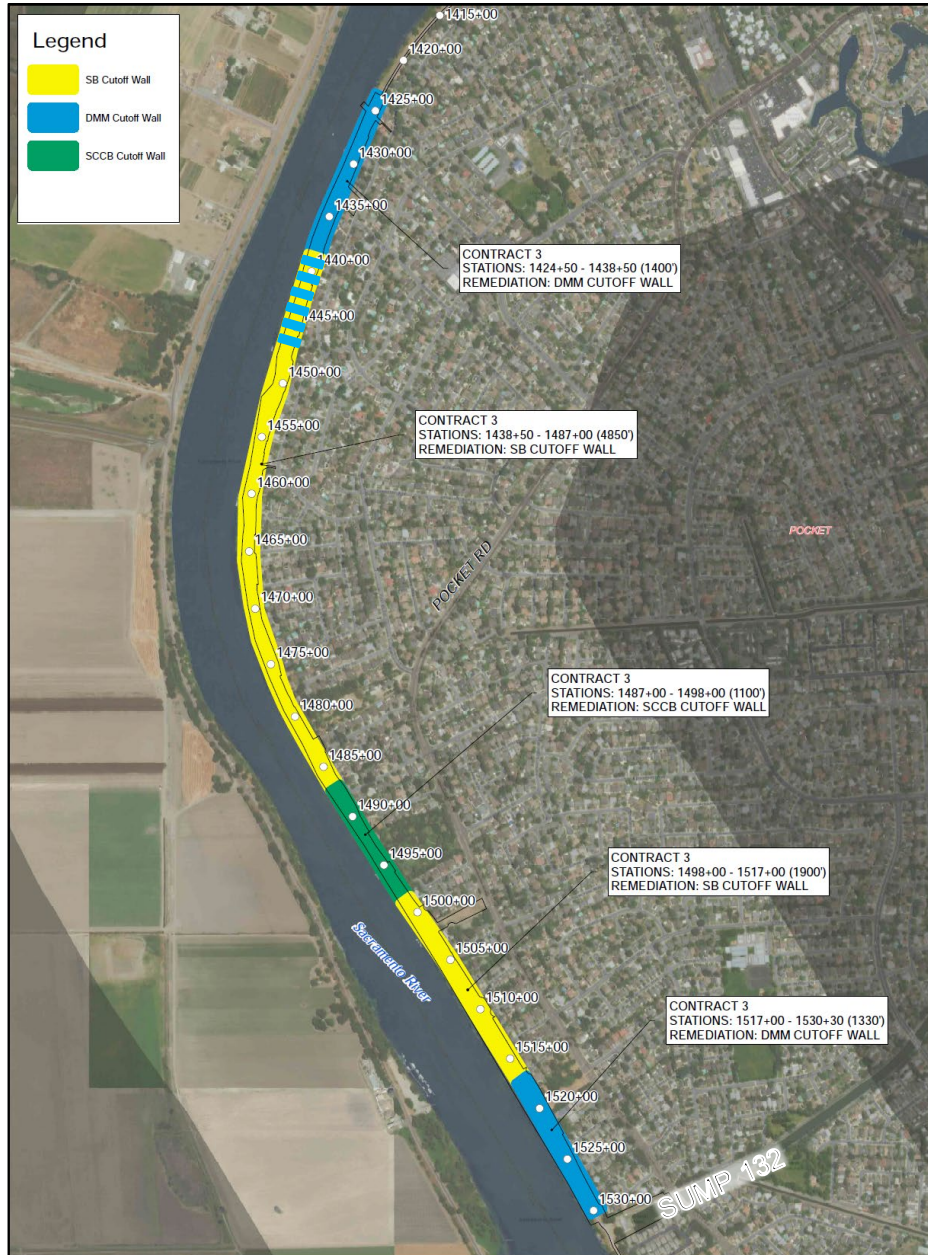 Legend
SB Cutoff Wall
DMM Cutoff Wall
SCCB Cutoff Wall
1415+00
1420+00
1425+00
1430+00
1435+00
CONTRACT 3
STATIONS: 1424+50 - 1438+50 (1400')
REMEDIATION: DMM CUTOFF WALL
1440+00
1445+00
1450+00
CONTRACT 3
STATIONS: 1438+50 - 1487+00 (4850')
REMEDIATION: SB CUTOFF WALL
1455+00
1460+00
POCKET
1465+00
POCKET RD
1470+00
1475+00
CONTRACT 3
STATIONS: 1487+00 - 1498+00 (1100')
REMEDIATION: SCCB CUTOFF WALL
1480+00
1485+00
1490+00
1495+00
CONTRACT 3
STATIONS: 1498+00 - 1517+00 (1900')
REMEDIATION: SB CUTOFF WALL
1500+00
Sacramento River
1505+00
1510+00
CONTRACT 3
STATIONS: 1517+00 - 1530+30 (1330')
REMEDIATION: DMM CUTOFF WALL
1515+00
1520+00
1525+00
SUMP 132
1530+00